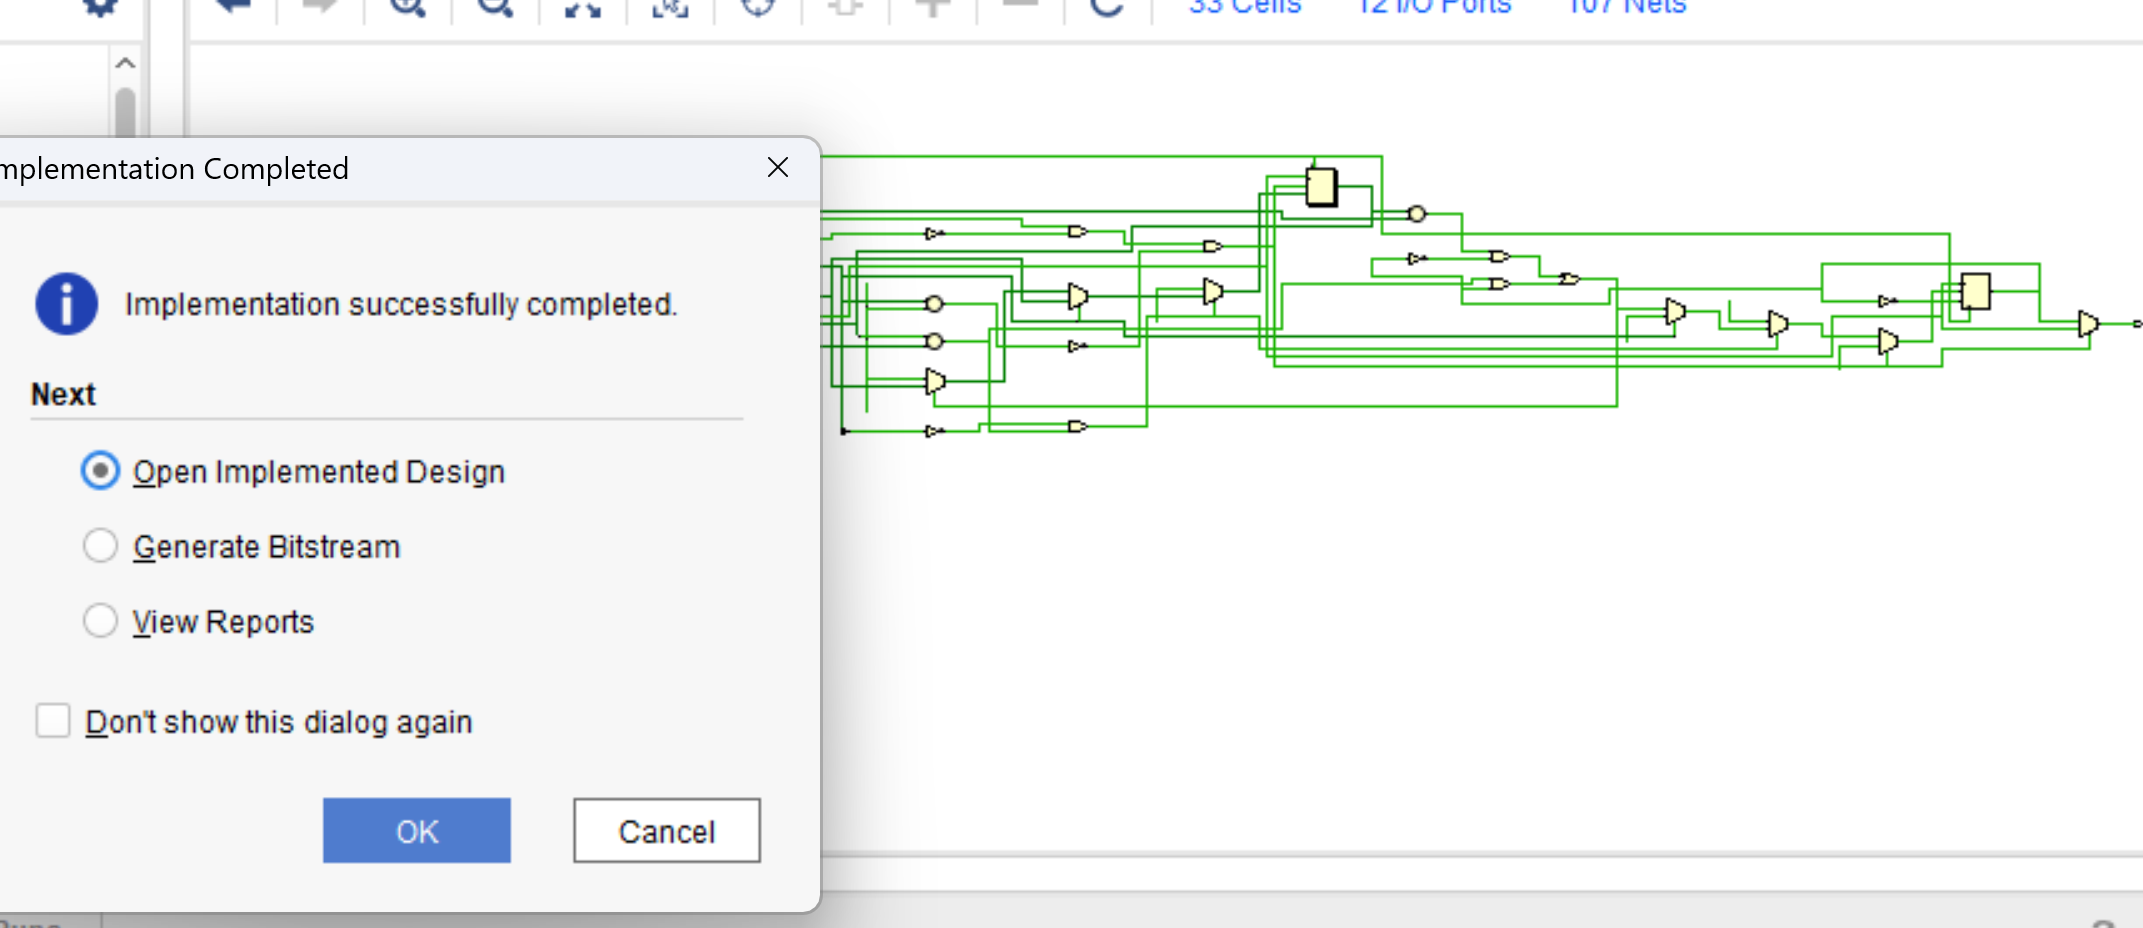 33 Cells 12 I/O Ports 107 Nets
mplementation Completed
Implementation successfully completed.
Next
Open Implemented Design
Generate Bitstream
View Reports
Don't show this dialog again
OK Cancel